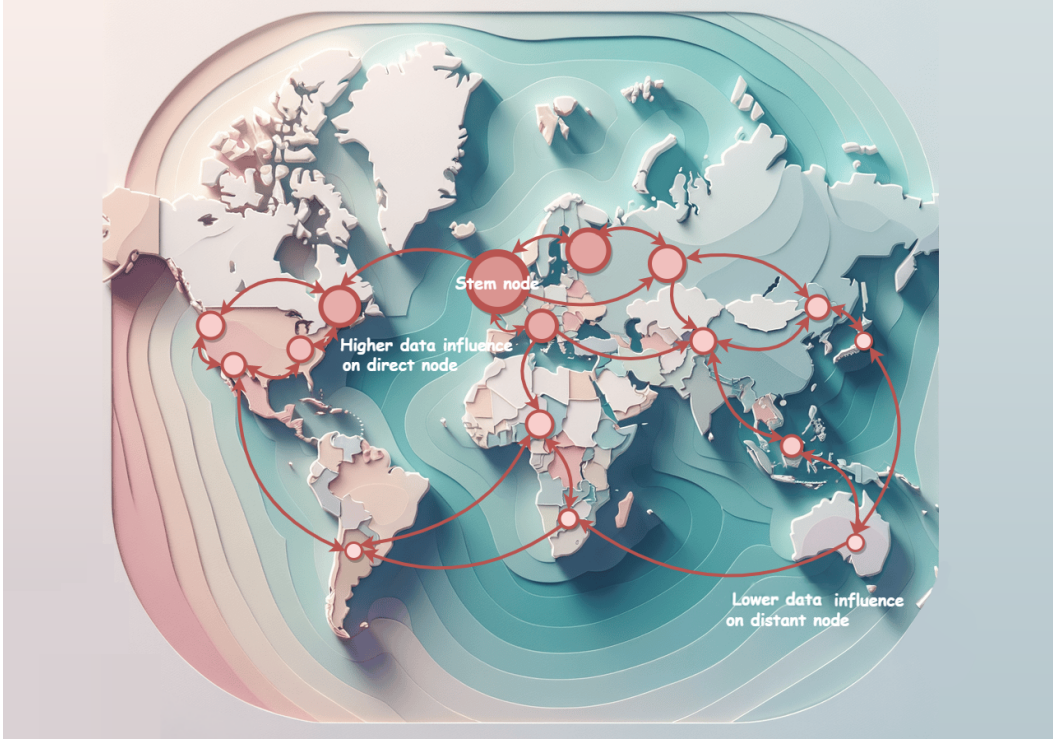 Stem node
Higher data influence
on direct node
Lower data influence
on distant node